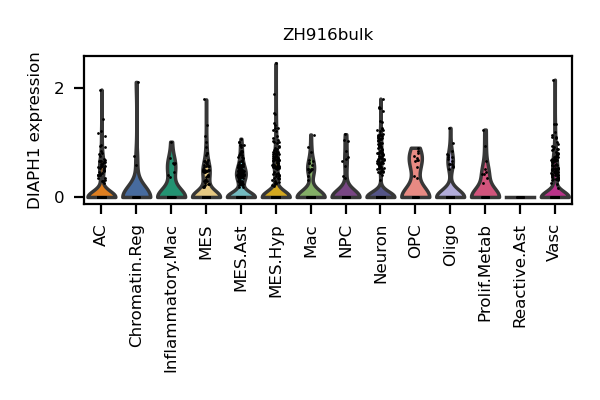 ZH916bulk
DIAPH1 expression
2
0
AC
Chromatin.Reg
Inflammatory.Mac
MES
MES.Ast
MES.Hyp
Mac
NPC
Neuron
OPC
Oligo
Prolif.Metab
Reactive.Ast
Vasc